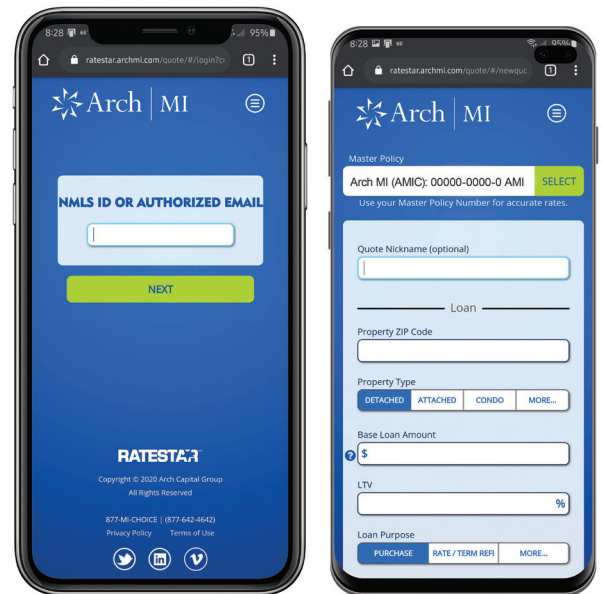 8:28
95%
ratestar.archmi.com/quote/#/login?c
1
Arch | MI
NMLS ID OR AUTHORIZED EMAIL
NEXT
RATESTAR
Copyright © 2020 Arch Capital Group
All Rights Reserved
877-MI-CHOICE | (877-642-4642)
Privacy Policy Terms of Use
8:28
95%
ratestar.archmi.com/quote/#/newquc
1
Arch | MI
Master Policy
Arch MI (AMIC): 00000-0000-0 AMI SELECT
Use your Master Policy Number for accurate rates.
Quote Nickname (optional)
Loan
Property ZIP Code
Property Type
DETACHED ATTACHED CONDO MORE...
Base Loan Amount
? $
LTV
%
Loan Purpose
PURCHASE RATE / TERM REFI MORE...